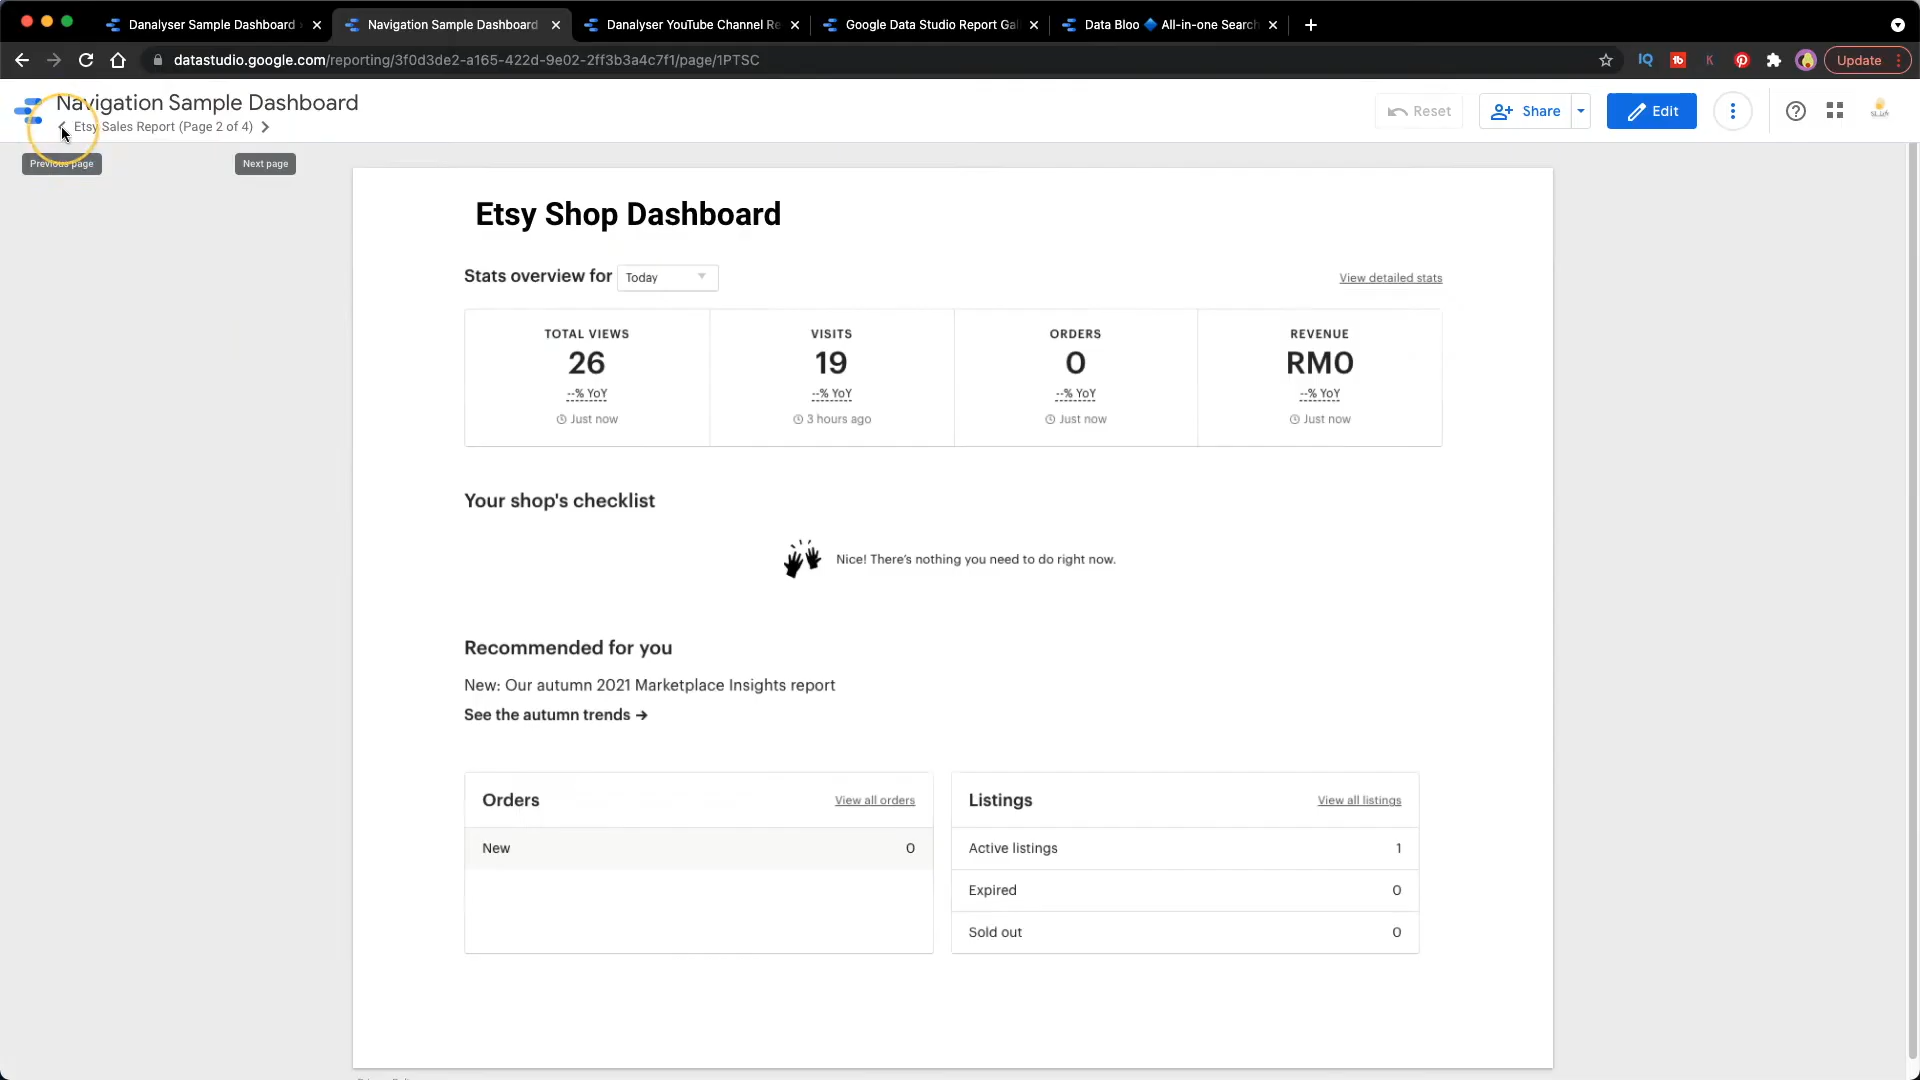 Danalyser Sample Dashboard
Navigation Sample Dashboard
Danalyser YouTube Channel Re
Google Data Studio Report Gal
Data Bloo 🔷 All-in-one Search
datastudio.google.com/reporting/3f0d3de2-a165-422d-9e02-2ff3b3a4c7f1/page/1PTSC
IQ
tb
K
Update
Navigation Sample Dashboard
Etsy Sales Report (Page 2 of 4)
Reset
Share
Edit
Previous page
Next page
Etsy Shop Dashboard
Stats overview for
Today
View detailed stats
TOTAL VIEWS
26
--% YoY
Just now
VISITS
19
--% YoY
3 hours ago
ORDERS
0
--% YoY
Just now
REVENUE
RM0
--% YoY
Just now
Your shop's checklist
Nice! There's nothing you need to do right now.
Recommended for you
New: Our autumn 2021 Marketplace Insights report
See the autumn trends →
Orders
View all orders
New
0
Listings
View all listings
Active listings
1
Expired
0
Sold out
0